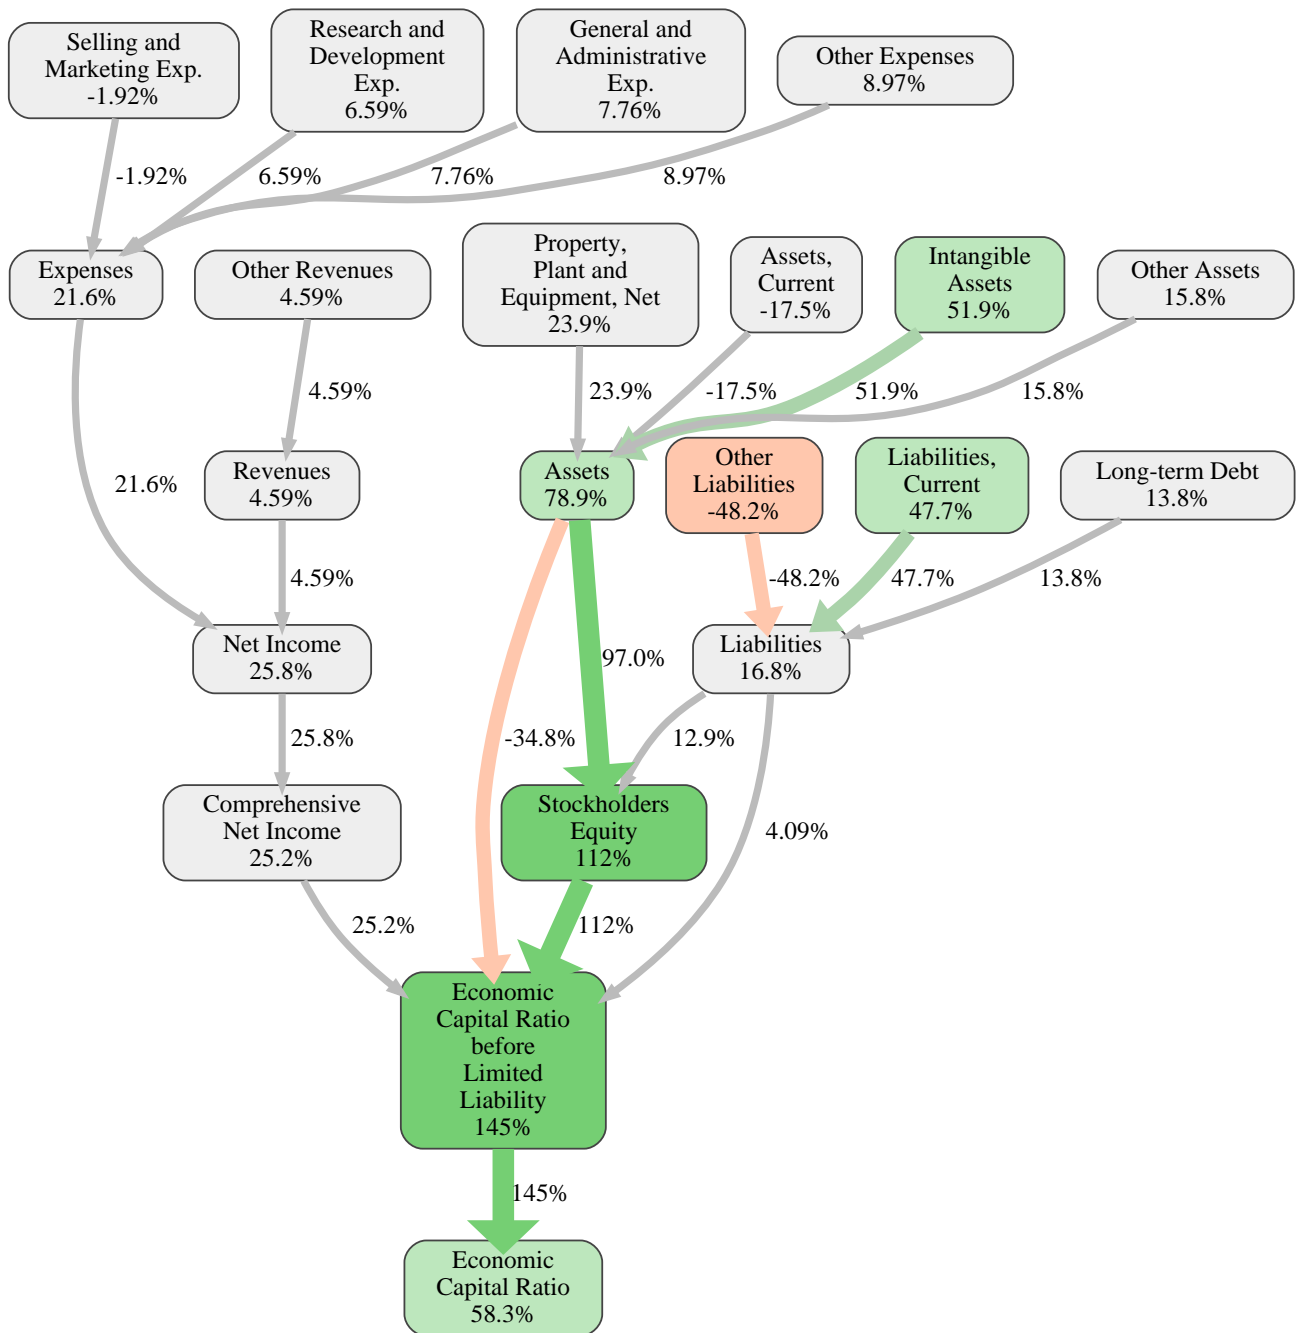 Selling and
Marketing Exp.
-1.92%
Research and
Development
Exp.
6.59%
General and
Administrative
Exp.
7.76%
Other Expenses
8.97%
-1.92%
6.59%
7.76%
8.97%
Expenses
21.6%
Other Revenues
4.59%
Property,
Plant and
Equipment, Net
23.9%
Assets,
Current
-17.5%
Intangible
Assets
51.9%
Other Assets
15.8%
4.59%
23.9%
-17.5%
51.9%
15.8%
21.6%
Revenues
4.59%
Assets
78.9%
Other
Liabilities
-48.2%
Liabilities,
Current
47.7%
Long-term Debt
13.8%
4.59%
-48.2%
47.7%
13.8%
Net Income
25.8%
97.0%
Liabilities
16.8%
25.8%
-34.8%
12.9%
Comprehensive
Net Income
25.2%
Stockholders
Equity
112%
4.09%
25.2%
112%
Economic
Capital Ratio
before
Limited
Liability
145%
145%
Economic
Capital Ratio
58.3%